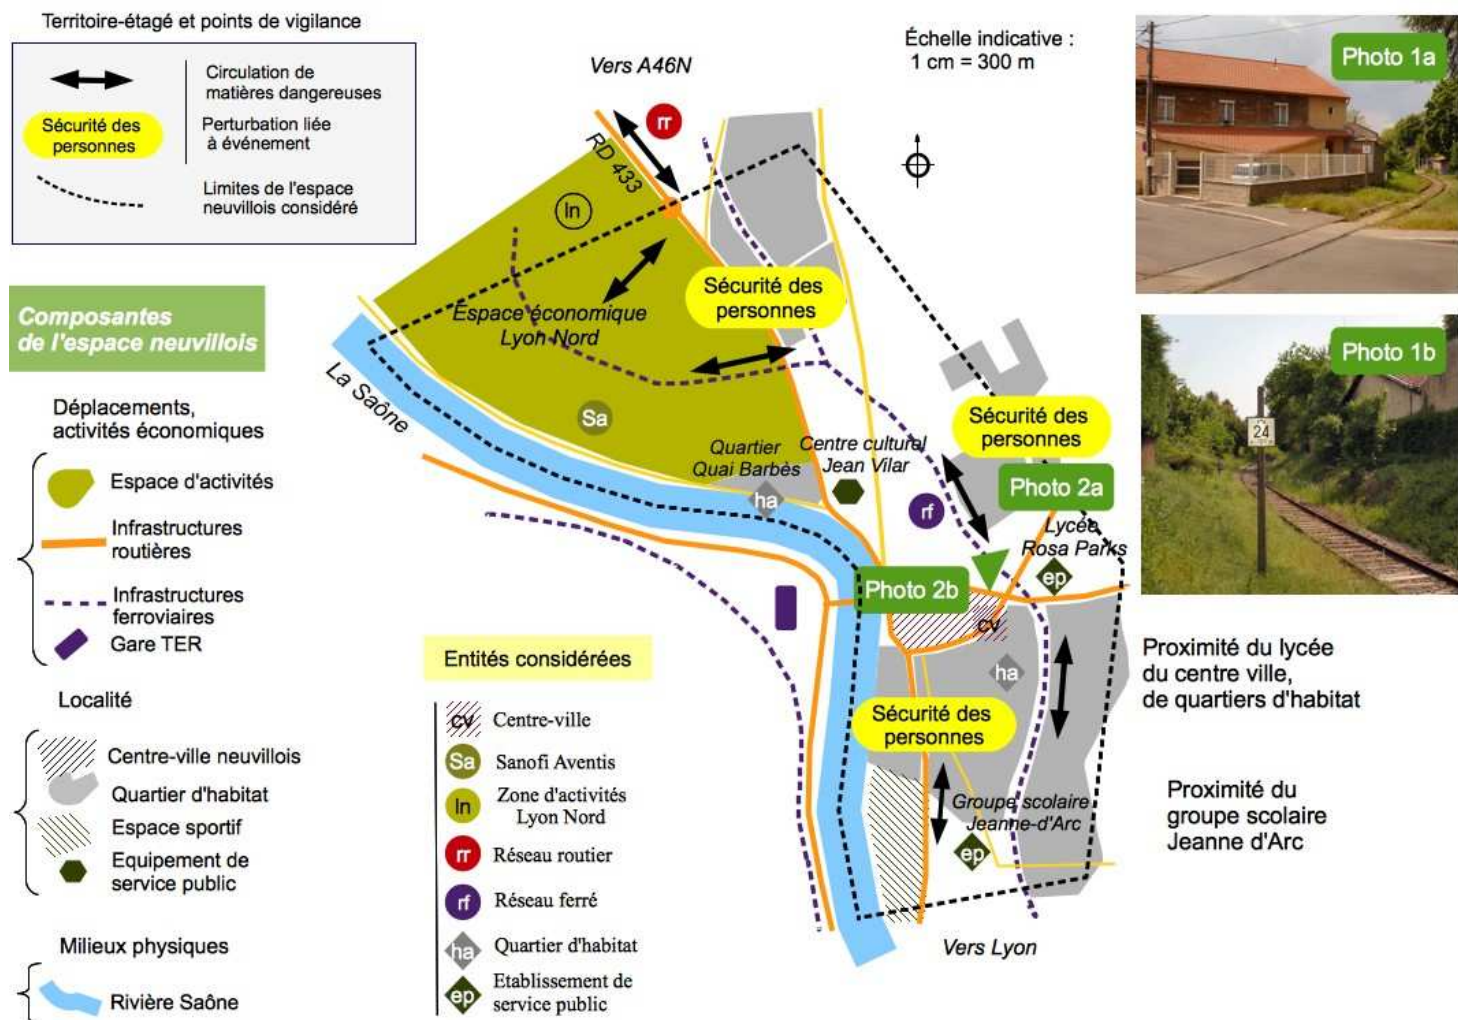 Territoire-étagé et points de vigilance
Circulation de
matières dangereuses
Sécurité des
personnes
Perturbation liée
à événement
Limites de l'espace
neuvillois considéré
Composantes
de l'espace neuvillois
Déplacements,
activités économiques
Espace d'activités
Infrastructures
routières
Infrastructures
ferroviaires
Gare TER
Localité
Centre-ville neuvillois
Quartier d'habitat
Espace sportif
Equipement de
service public
Milieux physiques
Rivière Saône
Vers A46N
rr
RD 433
In
Échelle indicative :
1 cm = 300 m
Sécurité des
personnes
Espace économique
Lyon Nord
La Saône
Sa
Quartier
Quai Barbès
ha
Centre culturel
Jean Vilar
Sécurité des
personnes
rf
Photo 2a
Lycée
Rosa Parks
ep
Photo 2b
cv
ha
Sécurité des
personnes
Groupe scolaire
Jeanne-d'Arc
ep
Vers Lyon
Entités considérées
cv Centre-ville
Sa Sanofi Aventis
In Zone d'activités
Lyon Nord
rr Réseau routier
rf Réseau ferré
ha Quartier d'habitat
ep Etablissement de
service public
Photo 1a
Photo 1b
24
Proximité du lycée
du centre ville,
de quartiers d'habitat
Proximité du
groupe scolaire
Jeanne d'Arc